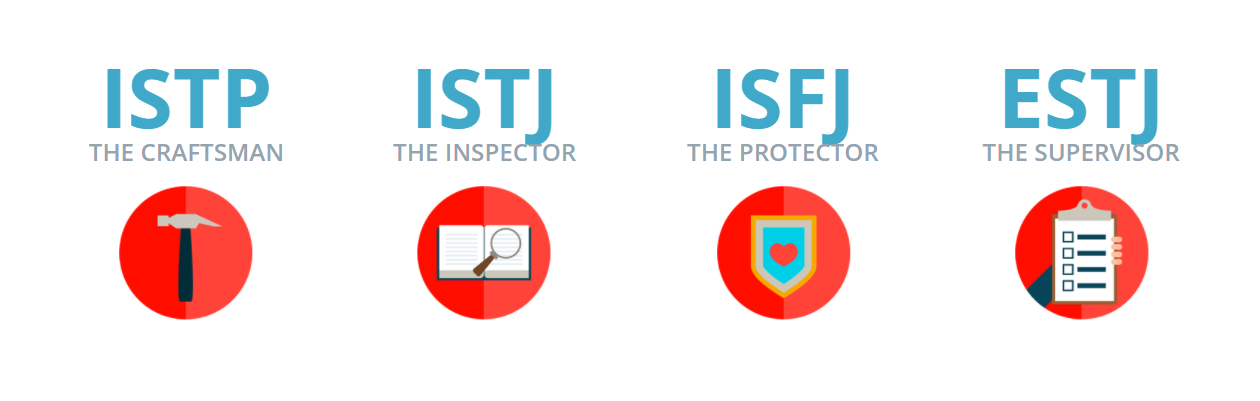 ISTP
THE CRAFTSMAN
ISTJ
THE INSPECTOR
ISFJ
THE PROTECTOR
ESTJ
THE SUPERVISOR